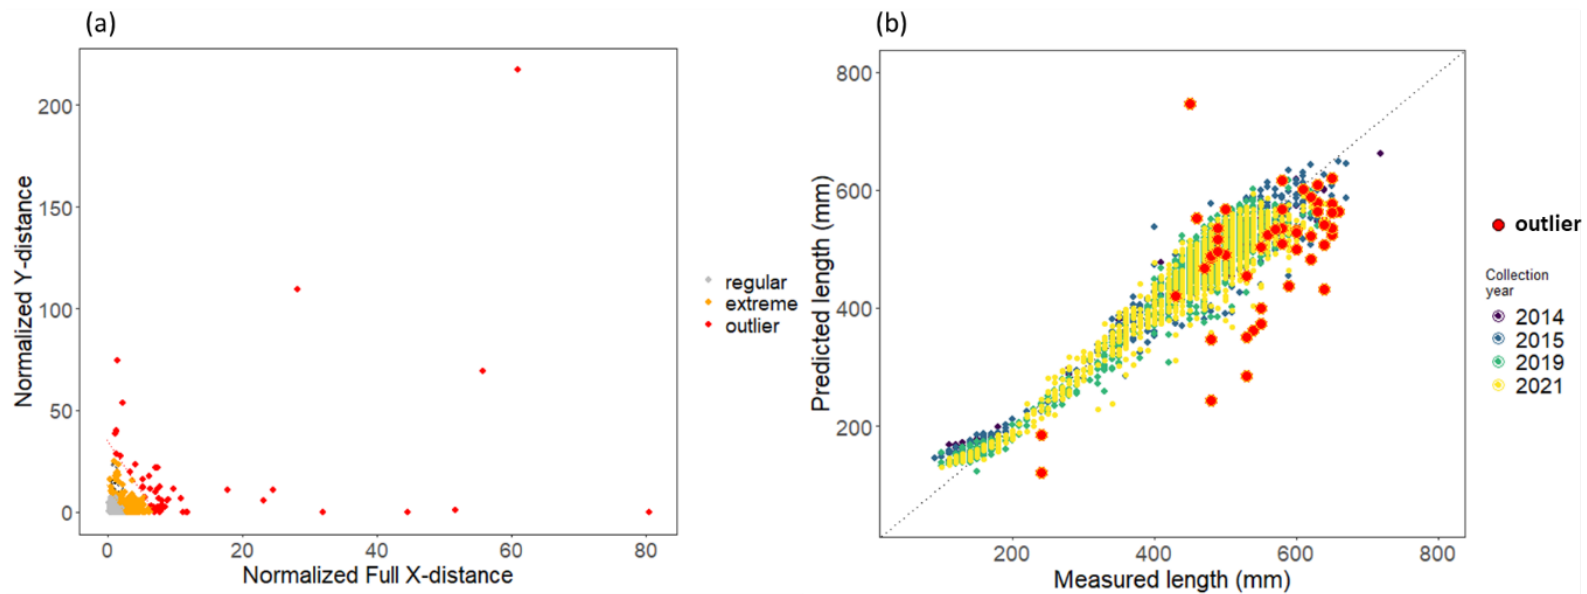 (a)
200
150
100
50
0
Normalized Y-distance
0
20
40
60
80
Normalized Full X-distance
regular
extreme
outlier
(b)
800
600
400
200
Predicted length (mm)
200
400
600
800
Measured length (mm)
outlier
Collection
year
2014
2015
2019
2021